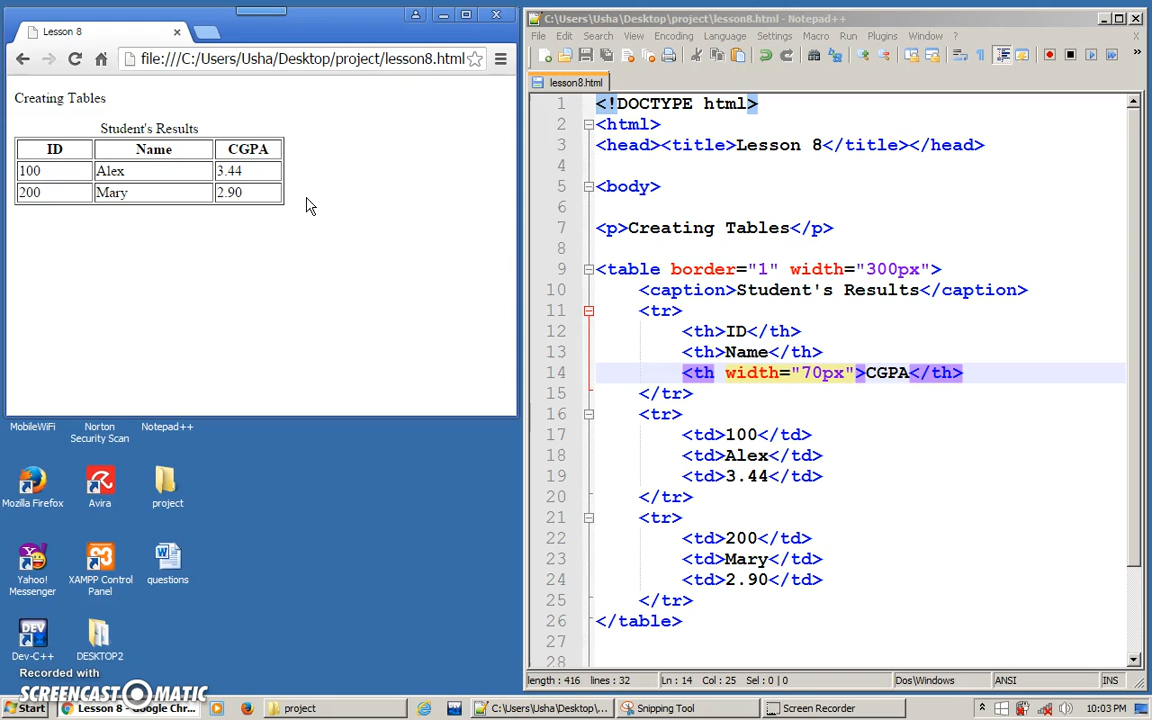 Lesson 8
file:///C:/Users/Usha/Desktop/project/lesson8.html
Creating Tables
Student's Results
ID Name CGPA
100 Alex 3.44
200 Mary 2.90
MobileWiFi
Norton Security Scan
Notepad++
Mozilla Firefox
Avira
project
Yahoo! Messenger
XAMPP Control Panel
questions
Dev-C++
DESKTOP2
Recorded with
SCREENCAST-O-MATIC
C:\Users\Usha\Desktop\project\lesson8.html - Notepad++
File Edit Search View Encoding Language Settings Macro Run Plugins Window ?
lesson8.html
1 <!DOCTYPE html>
2 <html>
3 <head><title>Lesson 8</title></head>
4
5 <body>
6
7 <p>Creating Tables</p>
8
9 <table border="1" width="300px">
10 <caption>Student's Results</caption>
11 <tr>
12 <th>ID</th>
13 <th>Name</th>
14 <th width="70px">CGPA</th>
15 </tr>
16 <tr>
17 <td>100</td>
18 <td>Alex</td>
19 <td>3.44</td>
20 </tr>
21 <tr>
22 <td>200</td>
23 <td>Mary</td>
24 <td>2.90</td>
25 </tr>
26 </table>
27
28
length : 416 lines : 32 Ln : 14 Col : 25 Sel : 0 | 0 Dos\Windows ANSI INS
Start Lesson 8 - Google Chr... project C:\Users\Usha\Desktop\... Snipping Tool Screen Recorder 10:03 PM